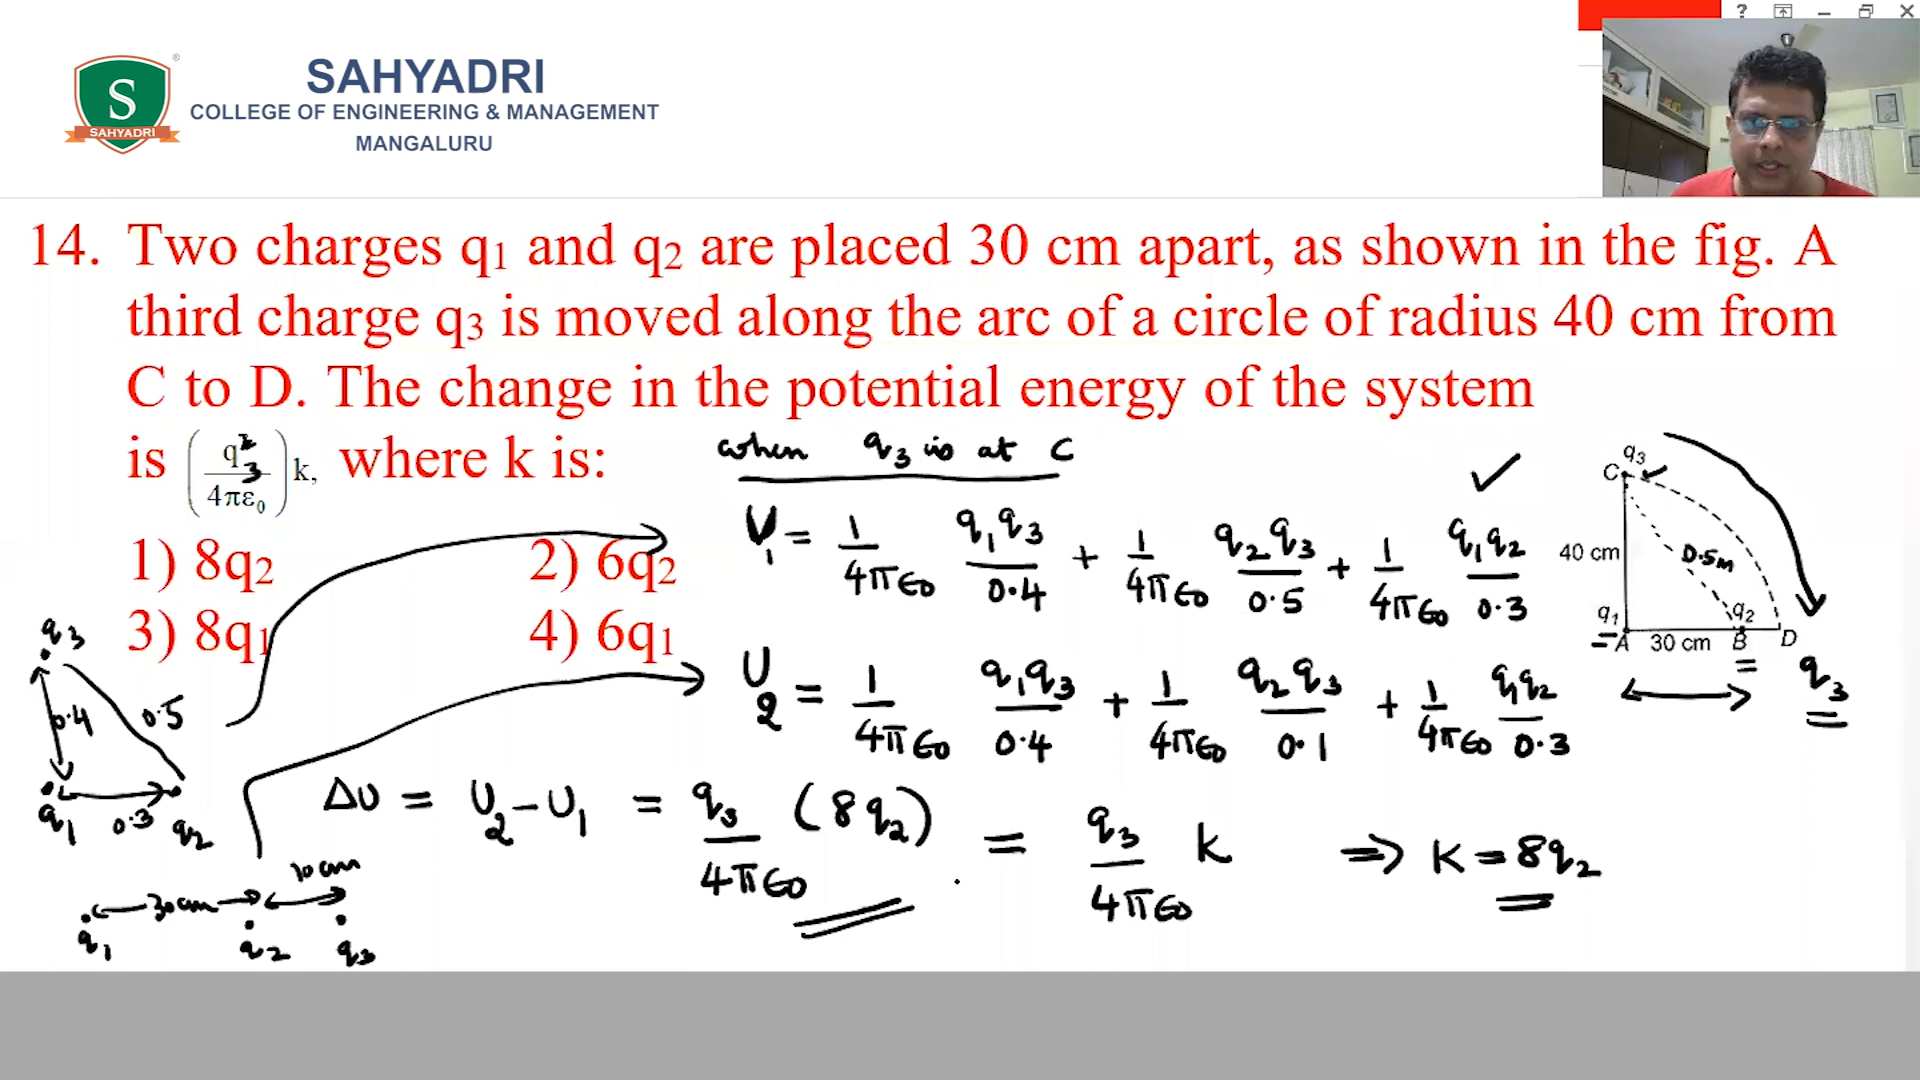 SAHYADRI
COLLEGE OF ENGINEERING & MANAGEMENT
MANGALURU
S
SAHYADRI
®
14. Two charges q₁ and q₂ are placed 30 cm apart, as shown in the fig. A
third charge q₃ is moved along the arc of a circle of radius 40 cm from
C to D. The change in the potential energy of the system
is (q₃/4πε₀)k, where k is:
1) 8q₂ 2) 6q₂
3) 8q₁ 4) 6q₁
when q₃ is at C
U₁ = 1/4πϵ₀ q₁q₃/0.4 + 1/4πϵ₀ q₂q₃/0.5 + 1/4πϵ₀ q₁q₂/0.3 ✓
U₂ = 1/4πϵ₀ q₁q₃/0.4 + 1/4πϵ₀ q₂q₃/0.1 + 1/4πϵ₀ q₁q₂/0.3
ΔU = U₂ - U₁ = q₃/4πϵ₀ (8q₂) = q₃/4πϵ₀ k ⇒ K = 8q₂
q₃
0.4 0.5
q₁ 0.3 q₂
30cm 10cm
q₁ q₂ q₃
q₃
C
40 cm 0.5m
q₁ q₂
A 30 cm B D
q₃